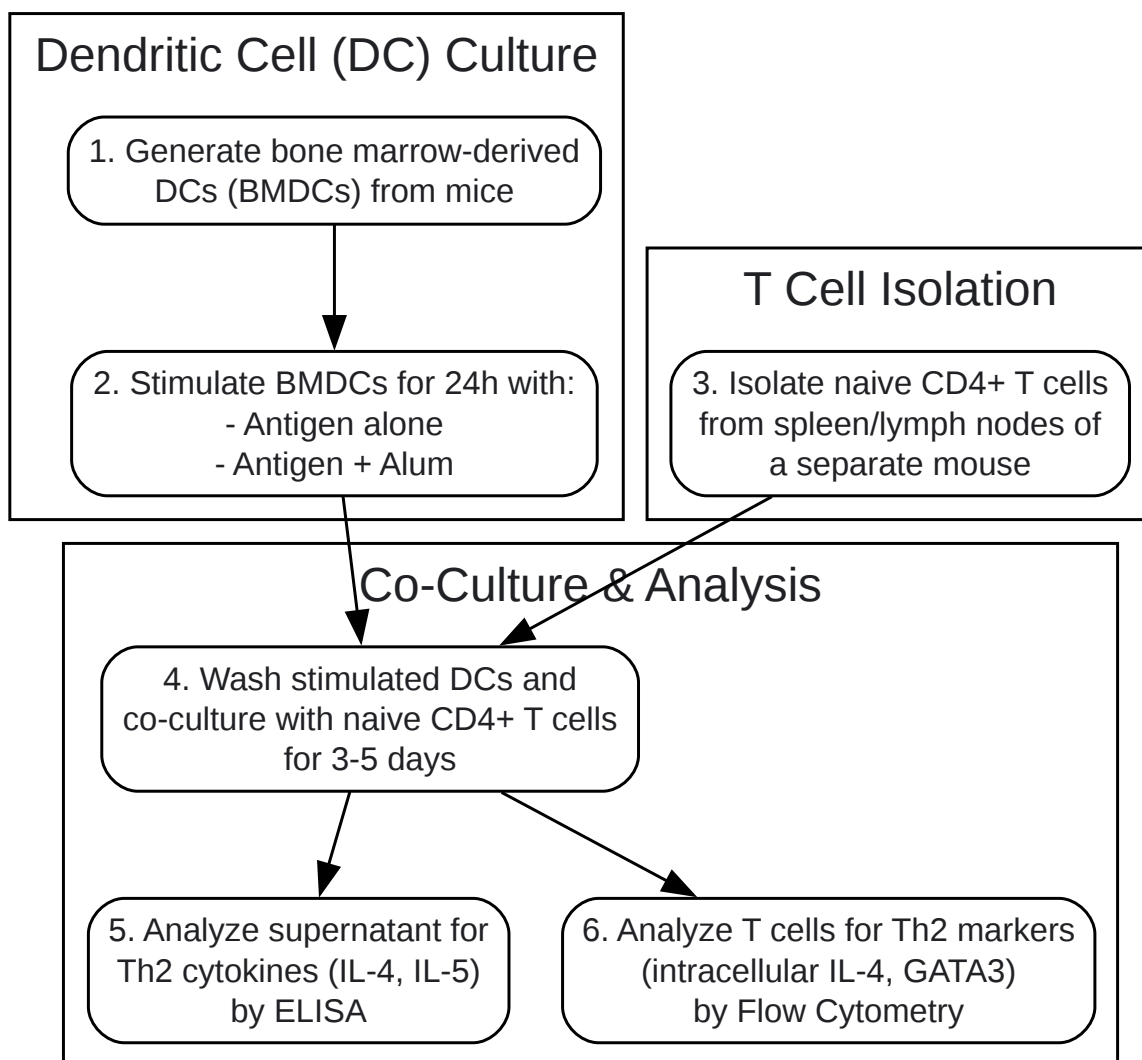 Dendritic Cell (DC) Culture
1. Generate bone marrow-derived
DCs (BMDCs) from mice
2. Stimulate BMDCs for 24h with:
- Antigen alone
- Antigen + Alum
T Cell Isolation
3. Isolate naive CD4+ T cells
from spleen/lymph nodes of
a separate mouse
Co-Culture & Analysis
4. Wash stimulated DCs and
co-culture with naive CD4+ T cells
for 3-5 days
5. Analyze supernatant for
Th2 cytokines (IL-4, IL-5)
by ELISA
6. Analyze T cells for Th2 markers
(intracellular IL-4, GATA3)
by Flow Cytometry